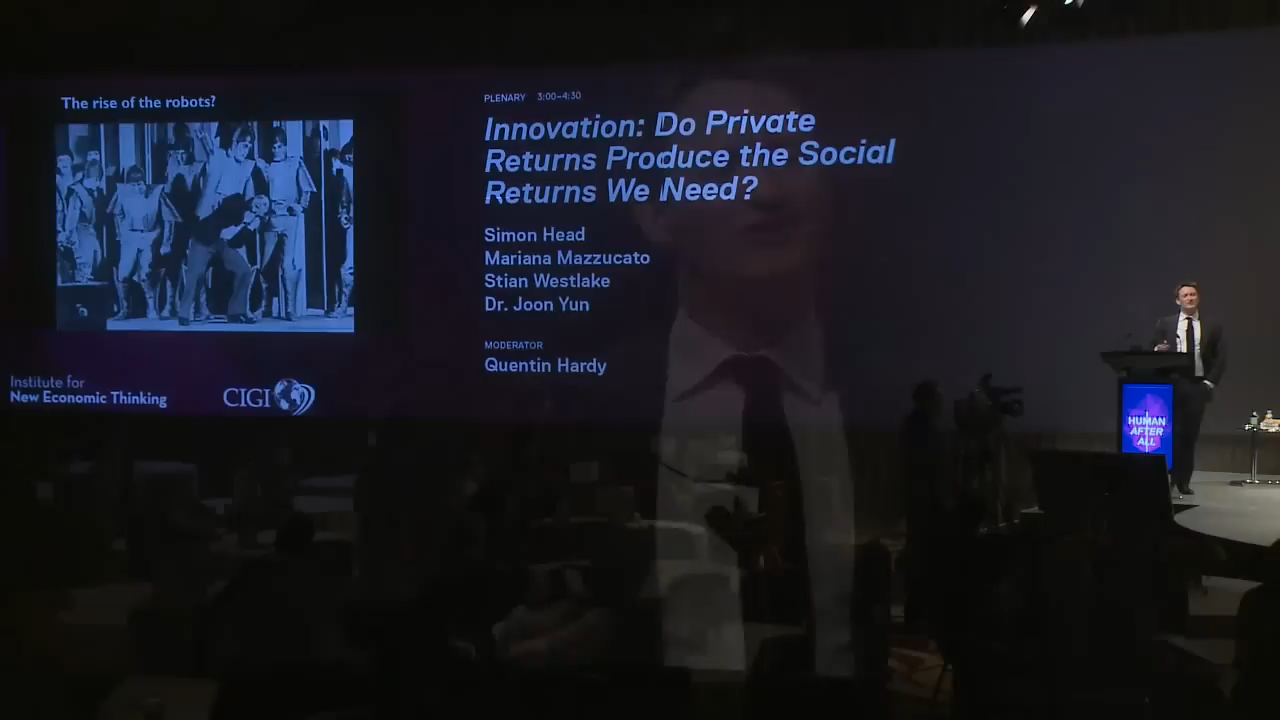 The rise of the robots?
Institute for
New Economic Thinking
CIGI
PLENARY 3:00–4:30
Innovation: Do Private
Returns Produce the Social
Returns We Need?
Simon Head
Mariana Mazzucato
Stian Westlake
Dr. Joon Yun
MODERATOR
Quentin Hardy
HUMAN
AFTER
ALL